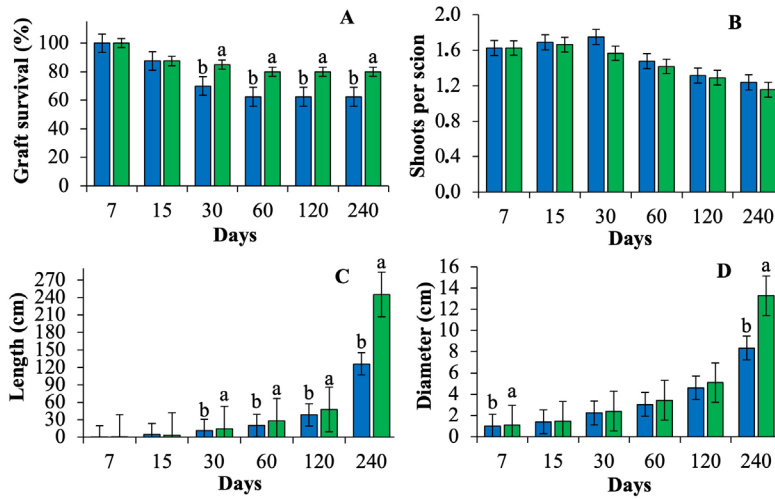 A
Graft survival (%)
100
80
60
40
20
0
b a b a b a b a
7 15 30 60 120 240
Days
B
Shoots per scion
2.0
1.6
1.2
0.8
0.4
0.0
7 15 30 60 120 240
Days
C
Length (cm)
270
240
210
180
150
120
90
60
30
0
b a b a b a b a
7 15 30 60 120 240
Days
D
Diameter (cm)
16
14
12
10
8
6
4
2
0
b a b a
7 15 30 60 120 240
Days